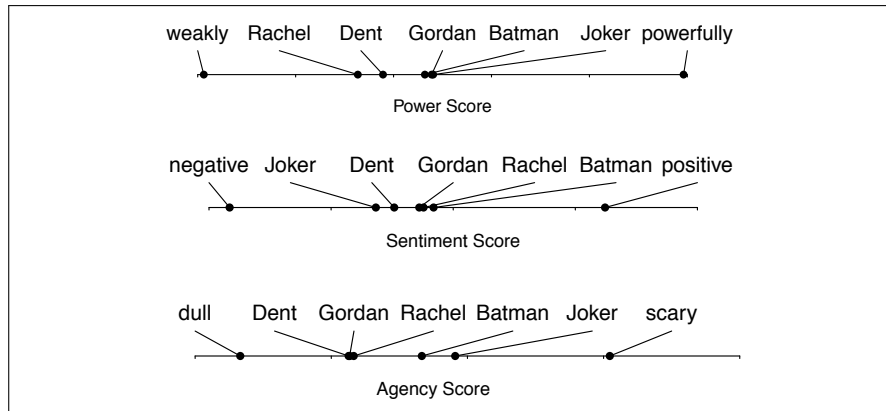 weakly Rachel Dent Gordan Batman Joker powerfully
Power Score
negative Joker Dent Gordan Rachel Batman positive
Sentiment Score
dull Dent Gordan Rachel Batman Joker scary
Agency Score